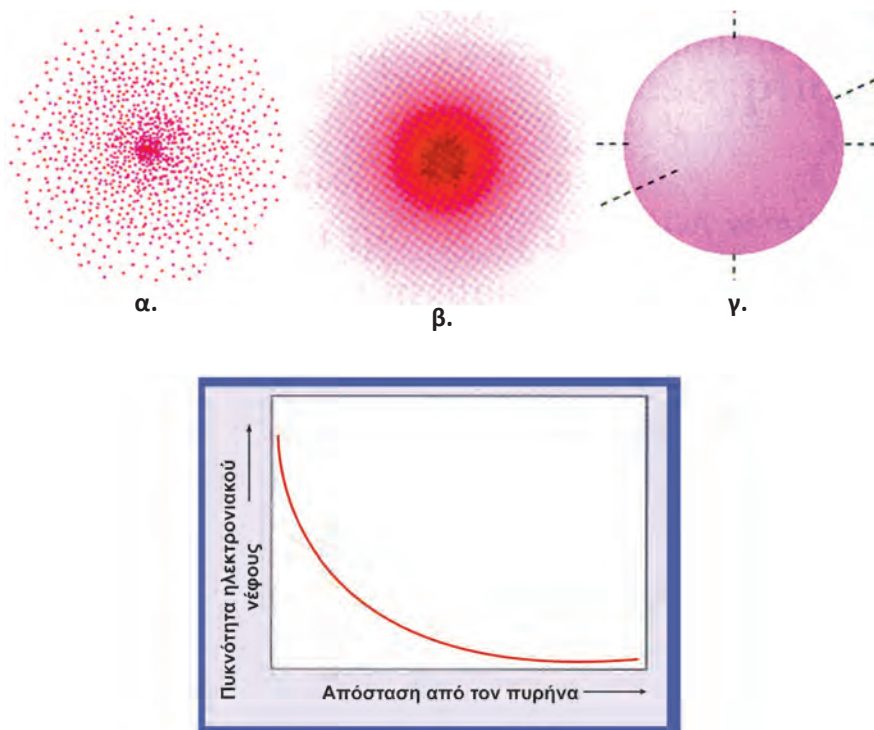 α.
β.
γ.
Πυκνότητα ηλεκτρονιακού
νέφους
Απόσταση από τον πυρήνα